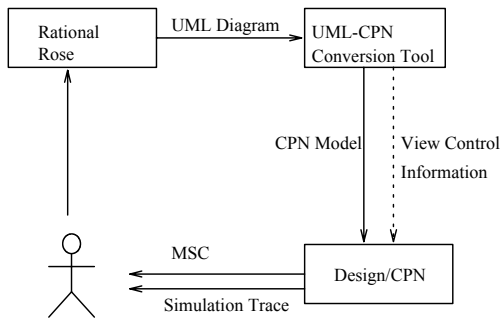 Rational
Rose
UML Diagram
UML-CPN
Conversion Tool
CPN Model
View Control
Information
MSC
Simulation Trace
Design/CPN